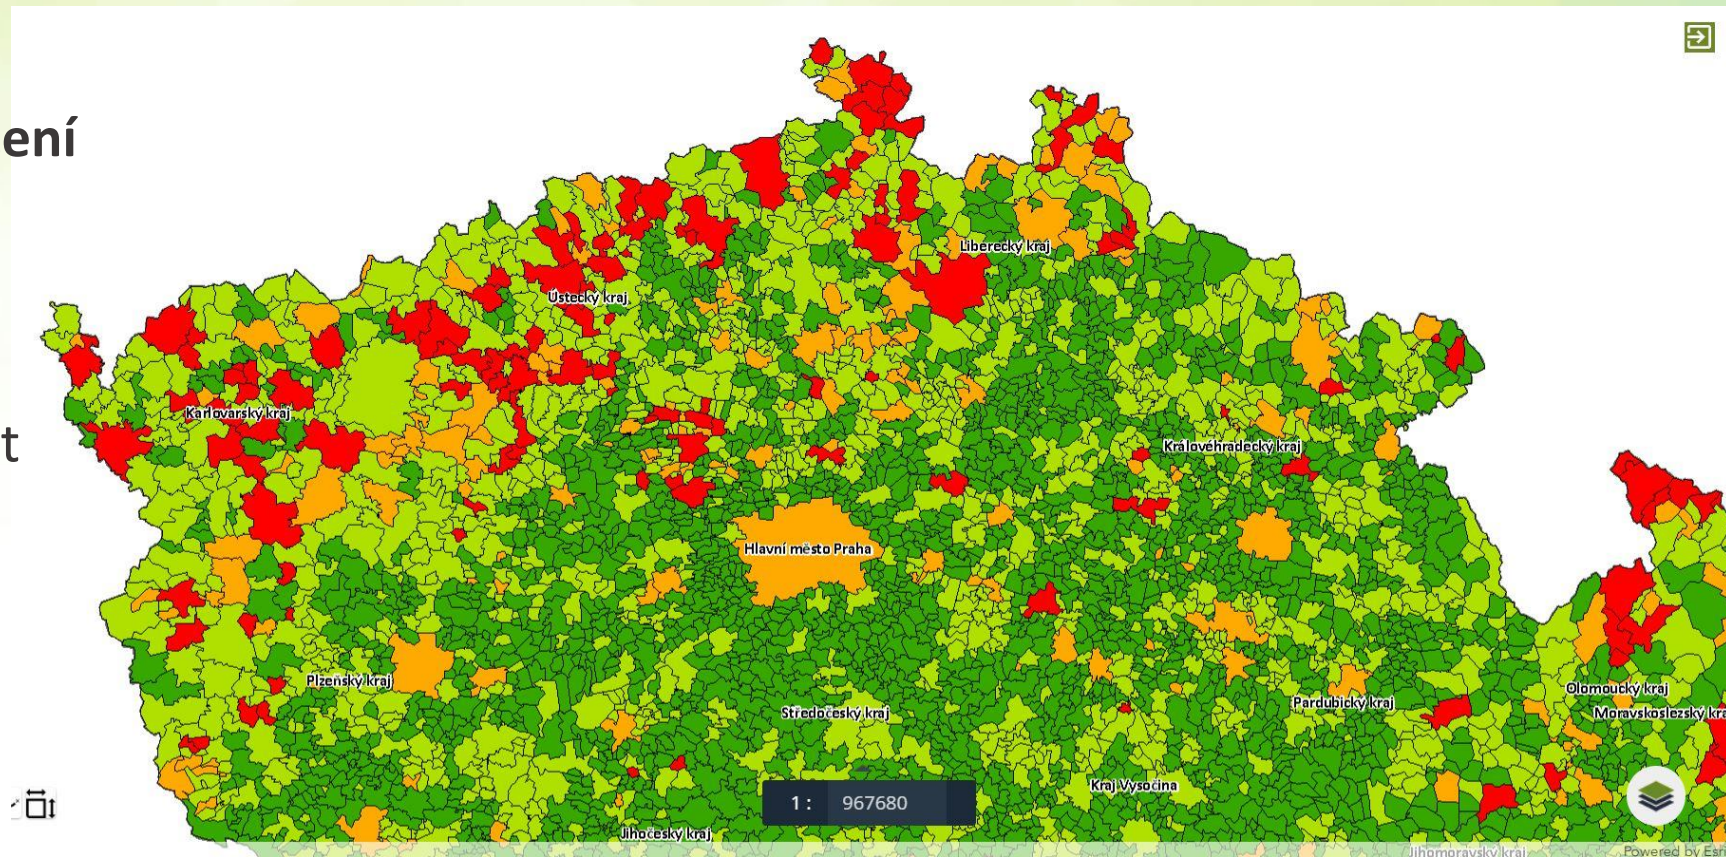 ení
Liberecký kraj
Ústecký kraj
Karlovarský kraj
t
Královéhradecký kraj
Hlavní město Praha
Plzeňský kraj
Olomoucký kraj
Pardubický kraj
Středočeský kraj
Moravskoslezský kra
Kraj Vysočina
1 : 967680
Jihočeský kraj
Jihomoravský kraj
Powered by Esri